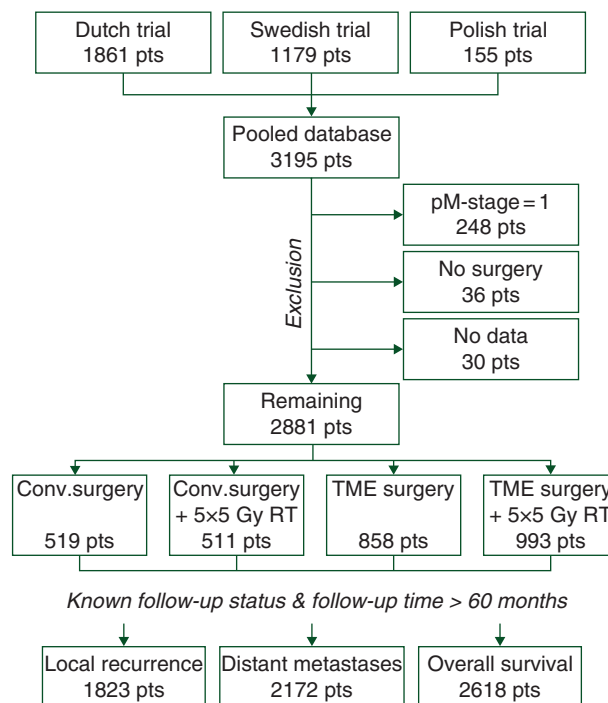 Dutch trial
1861 pts
Swedish trial
1179 pts
Polish trial
155 pts
Pooled database
3195 pts
Exclusion
pM-stage = 1
248 pts
No surgery
36 pts
No data
30 pts
Remaining
2881 pts
Conv.surgery
519 pts
Conv.surgery
+ 5×5 Gy RT
511 pts
TME surgery
858 pts
TME surgery
+ 5×5 Gy RT
993 pts
Known follow-up status & follow-up time > 60 months
Local recurrence
1823 pts
Distant metastases
2172 pts
Overall survival
2618 pts